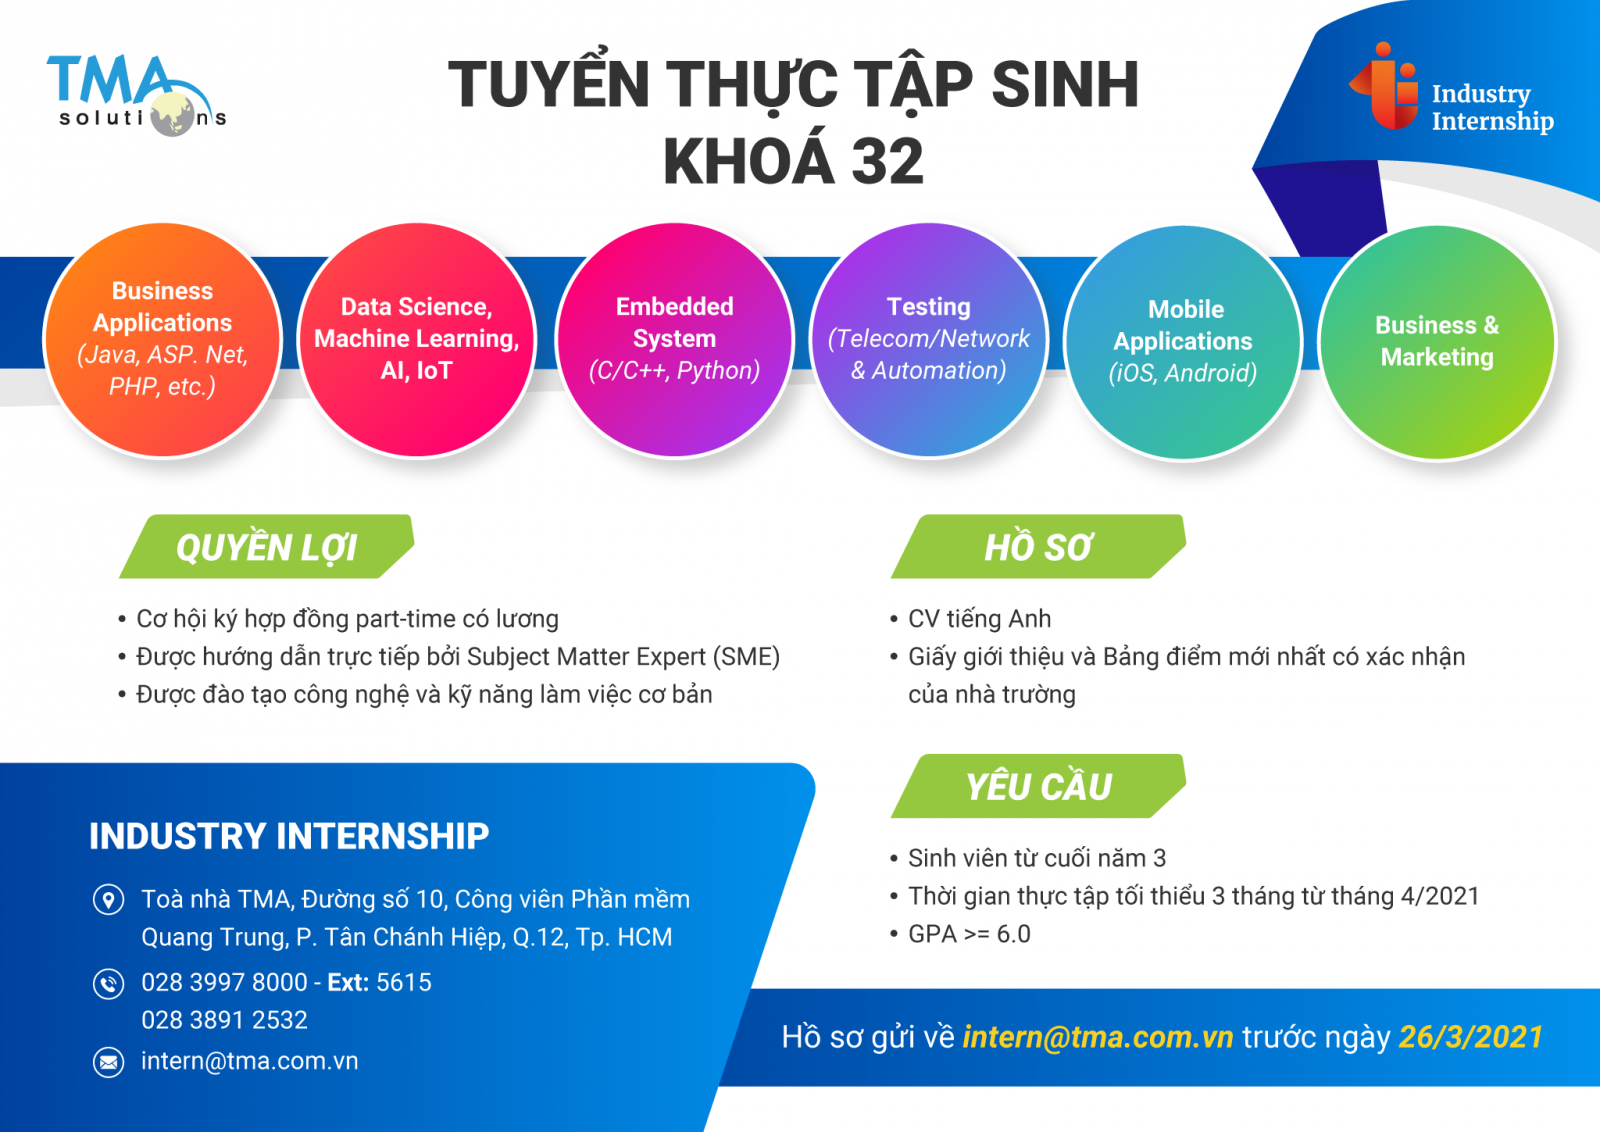 TMA
solutions
TUYỂN THỰC TẬP SINH
KHOÁ 32
Industry
Internship
Business
Applications
(Java, ASP. Net,
PHP, etc.)
Data Science,
Machine Learning,
AI, IoT
Embedded
System
(C/C++, Python)
Testing
(Telecom/Network
& Automation)
Mobile
Applications
(iOS, Android)
Business &
Marketing
QUYỀN LỢI
• Cơ hội ký hợp đồng part-time có lương
• Được hướng dẫn trực tiếp bởi Subject Matter Expert (SME)
• Được đào tạo công nghệ và kỹ năng làm việc cơ bản
HỒ SƠ
• CV tiếng Anh
• Giấy giới thiệu và Bảng điểm mới nhất có xác nhận
của nhà trường
YÊU CẦU
• Sinh viên từ cuối năm 3
• Thời gian thực tập tối thiểu 3 tháng từ tháng 4/2021
• GPA >= 6.0
INDUSTRY INTERNSHIP
Toà nhà TMA, Đường số 10, Công viên Phần mềm
Quang Trung, P. Tân Chánh Hiệp, Q.12, Tp. HCM
028 3997 8000 - Ext: 5615
028 3891 2532
intern@tma.com.vn
Hồ sơ gửi về intern@tma.com.vn trước ngày 26/3/2021